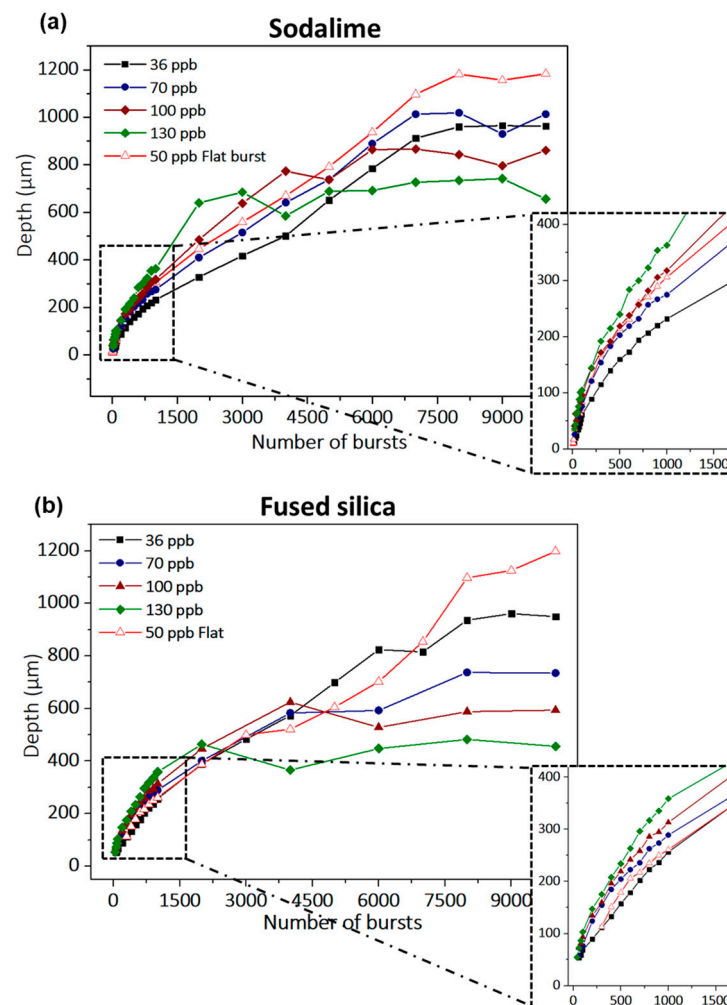 (a)
Sodalime
1200
1000
800
600
400
200
0
Depth (µm)
36 ppb
70 ppb
100 ppb
130 ppb
50 ppb Flat burst
0 1500 3000 4500 6000 7500 9000
Number of bursts
400
300
200
100
0
0 500 1000 1500
(b)
Fused silica
1200
1000
800
600
400
200
0
Depth (µm)
36 ppb
70 ppb
100 ppb
130 ppb
50 ppb Flat
0 1500 3000 4500 6000 7500 9000
Number of bursts
400
300
200
100
0
0 500 1000 1500